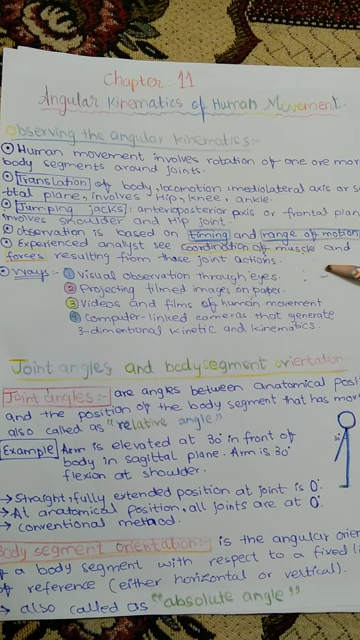 Chapter : 11
Angular Kinematics of Human Movement.
Observing the angular kinematics:-
Human movement involves rotation of one ore mor
body segments around joints.
Translation of body, locomotion: mediolateral axis or sa
ttal plane, involves Hip, knee, ankle.
Jumping jacks: anteroposterior axis or frontal plan
involves shoulder and Hip joint.
Observation is based on timing and range of motion
Experienced analyst see coordination of muscle and
forces resulting from those joint actions.
Ways:- 1 Visual observation through eyes.
2 Projecting filmed images on paper.
3 Videos and films of human movement
4 Computer-linked cameras that generate
3-dimentional kinetic and kinematics.
Joint angles and body segment orientation
Joint angles:- are angles between anatomical posi
and the position of the body segment that has mov
also called as "relative angle"
Example Arm is elevated at 30° in front of
body in sagittal plane. Arm is 30°
flexion at shoulder.
30°
→ Straight, fully extended position at joint is 0°.
→ At anatomical position, all joints are at 0°
→ conventional method.
Body segment orientation:- is the angular orien
f a body segment with respect to a fixed li
of reference (either horizontal or vertical).
→ also called as "absolute angle"